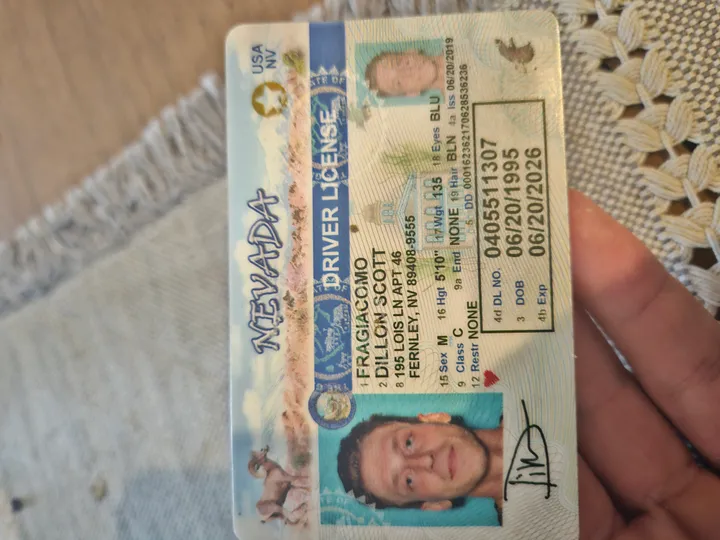 NEVADA
USA
NV
DRIVER LICENSE
1 FRAGIACOMO
2 DILLON SCOTT
8 195 LOIS LN APT 46
FERNLEY, NV 89408-9555
15 Sex M 16 Hgt 5'10" 17 Wgt 135 18 Eyes BLU
9 Class C 9a End NONE 19 Hair BLN 4a Iss 06/20/2019
12 Restr NONE 5 DD 0001623621706285362​36
4d DL NO. 0405511307
3 DOB 06/20/1995
4b Exp 06/20/2026